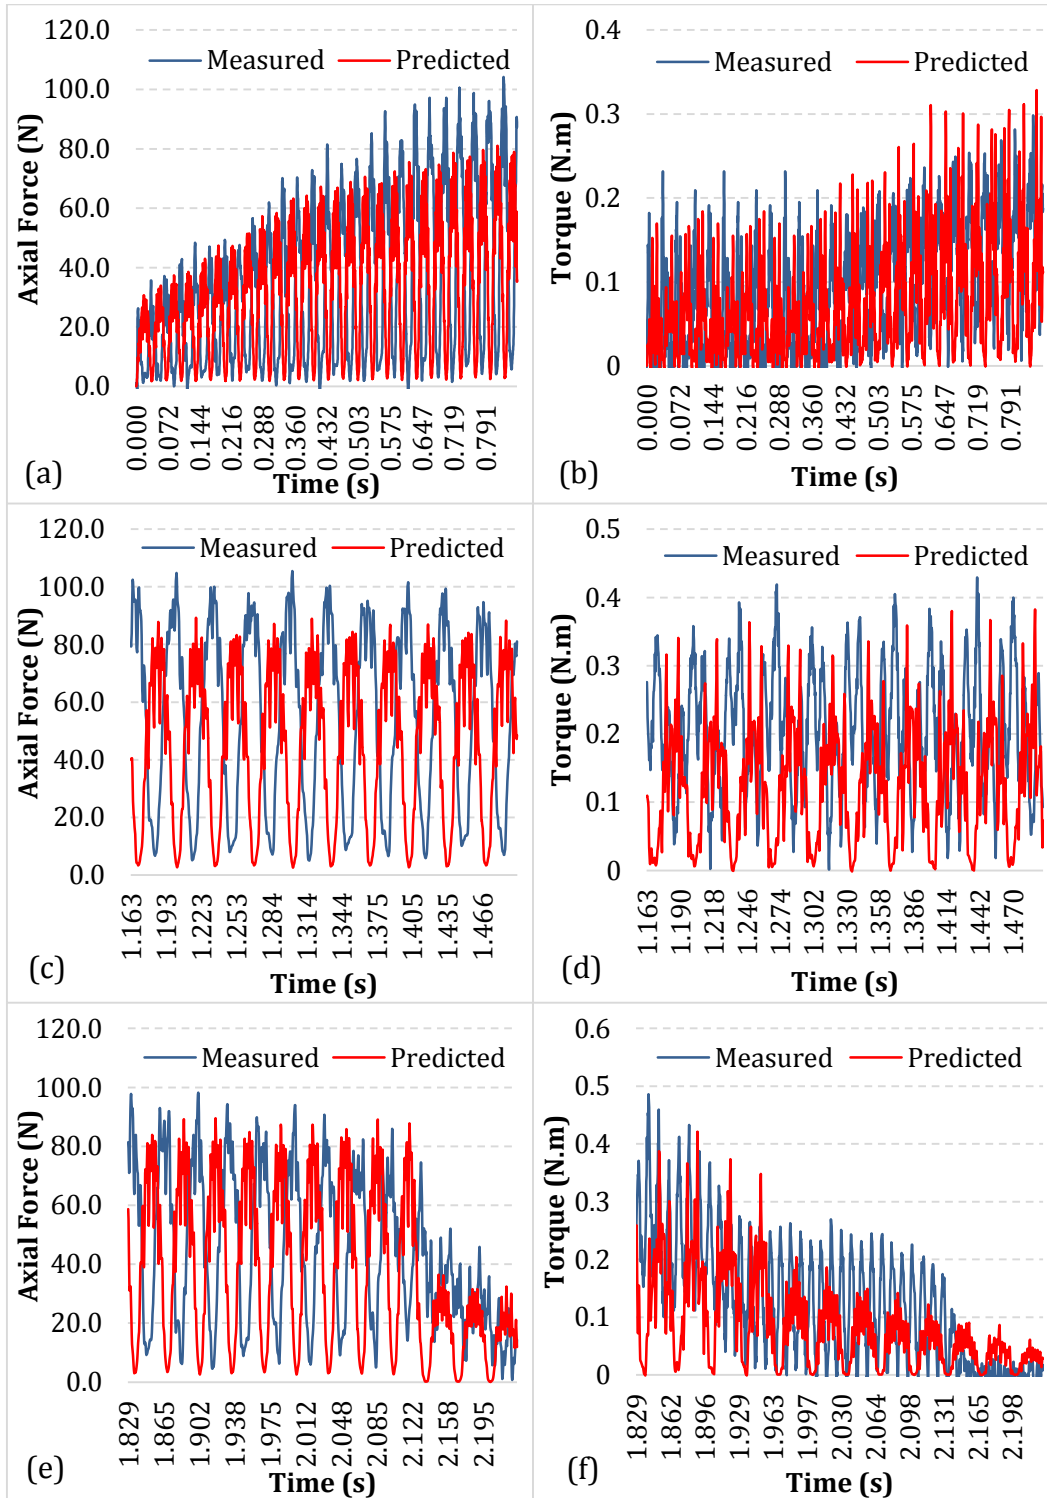 120.0
100.0
80.0
60.0
40.0
20.0
0.0
Axial Force (N)
Measured Predicted
0.000 0.072 0.144 0.216 0.288 0.360 0.432 0.503 0.575 0.647 0.719 0.791
(a) Time (s)
0.4
0.3
0.2
0.1
0
Torque (N.m)
Measured Predicted
0.000 0.072 0.144 0.216 0.288 0.360 0.432 0.503 0.575 0.647 0.719 0.791
(b) Time (s)
120.0
100.0
80.0
60.0
40.0
20.0
0.0
Axial Force (N)
Measured Predicted
1.163 1.193 1.223 1.253 1.284 1.314 1.344 1.375 1.405 1.435 1.466
(c) Time (s)
0.5
0.4
0.3
0.2
0.1
0
Torque (N.m)
Measured Predicted
1.163 1.190 1.218 1.246 1.274 1.302 1.330 1.358 1.386 1.414 1.442 1.470
(d) Time (s)
120.0
100.0
80.0
60.0
40.0
20.0
0.0
Axial Force (N)
Measured Predicted
1.829 1.865 1.902 1.938 1.975 2.012 2.048 2.085 2.122 2.158 2.195
(e) Time (s)
0.6
0.5
0.4
0.3
0.2
0.1
0
Torque (N.m)
Measured Predicted
1.829 1.862 1.896 1.929 1.963 1.997 2.030 2.064 2.098 2.131 2.165 2.198
(f) Time (s)